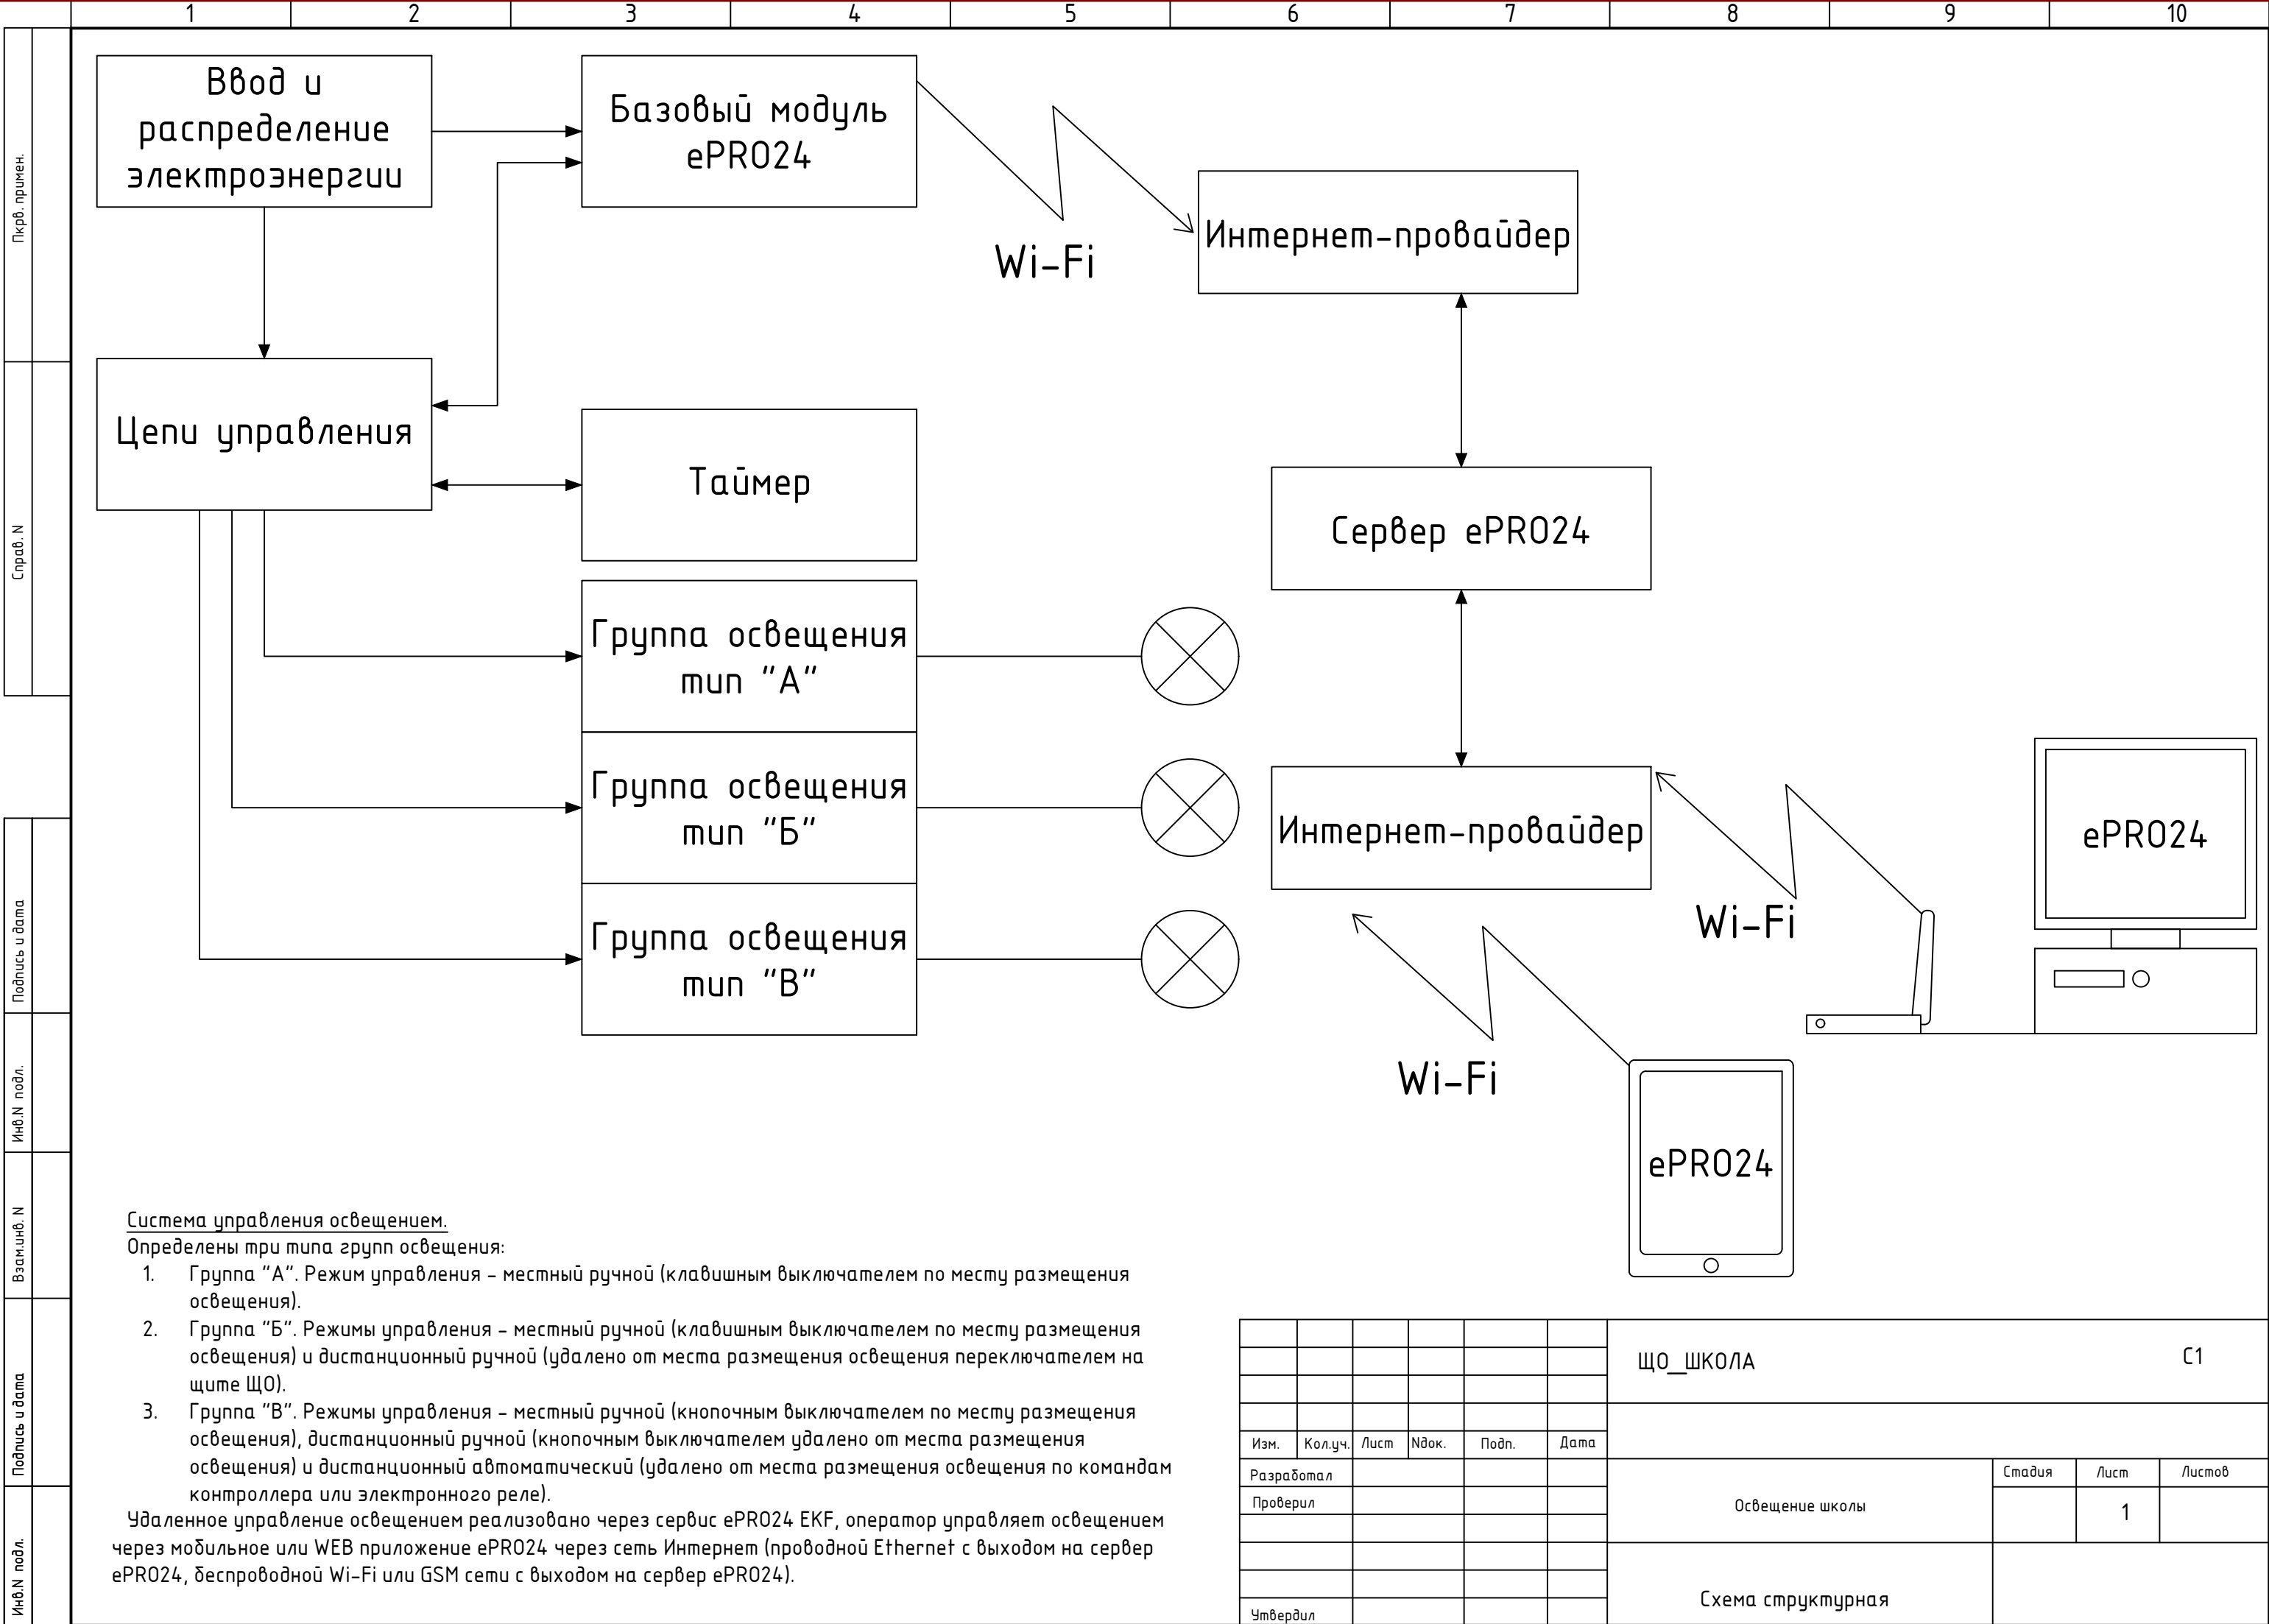 1
2
3
4
5
6
7
8
9
10
Ввод и
распределение
электроэнергии
Базовый модуль
ePRO24
Интернет-провайдер
Wi-Fi
Цепи управления
Таймер
Сервер ePRO24
Группа освещения
тип "А"
Группа освещения
тип "Б"
Группа освещения
тип "В"
Интернет-провайдер
Wi-Fi
ePRO24
Wi-Fi
ePRO24
Пкрв. примен.
Справ. N
Подпись и дата
Инв.N подл.
Взам.инв. N
Подпись и дата
Инв.N подл.
Система управления освещением.
Определены три типа групп освещения:
1. Группа "А". Режим управления - местный ручной (клавишным выключателем по месту размещения
освещения).
2. Группа "Б". Режимы управления - местный ручной (клавишным выключателем по месту размещения
освещения) и дистанционный ручной (удалено от места размещения освещения переключателем на
щите ЩО).
3. Группа "В". Режимы управления - местный ручной (кнопочным выключателем по месту размещения
освещения), дистанционный ручной (кнопочным выключателем удалено от места размещения
освещения) и дистанционный автоматический (удалено от места размещения освещения по командам
контроллера или электронного реле).
Удаленное управление освещением реализовано через сервис ePRO24 EKF, оператор управляет освещением
через мобильное или WEB приложение ePRO24 через сеть Интернет (проводной Ethernet с выходом на сервер
ePRO24, беспроводной Wi-Fi или GSM сети с выходом на сервер ePRO24).
ЩО_ШКОЛА С1
Изм. Кол.уч. Лист Nдок. Подп. Дата
Разработал
Проверил
Утвердил
Освещение школы
Стадия Лист Листов
1
Схема структурная